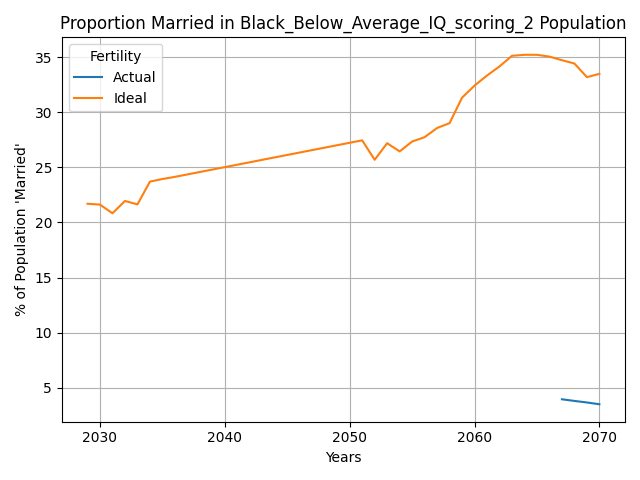 Proportion Married in Black_Below_Average_IQ_scoring_2 Population
Fertility
Actual
Ideal
% of Population 'Married'
35
30
25
20
15
10
5
2030 2040 2050 2060 2070
Years